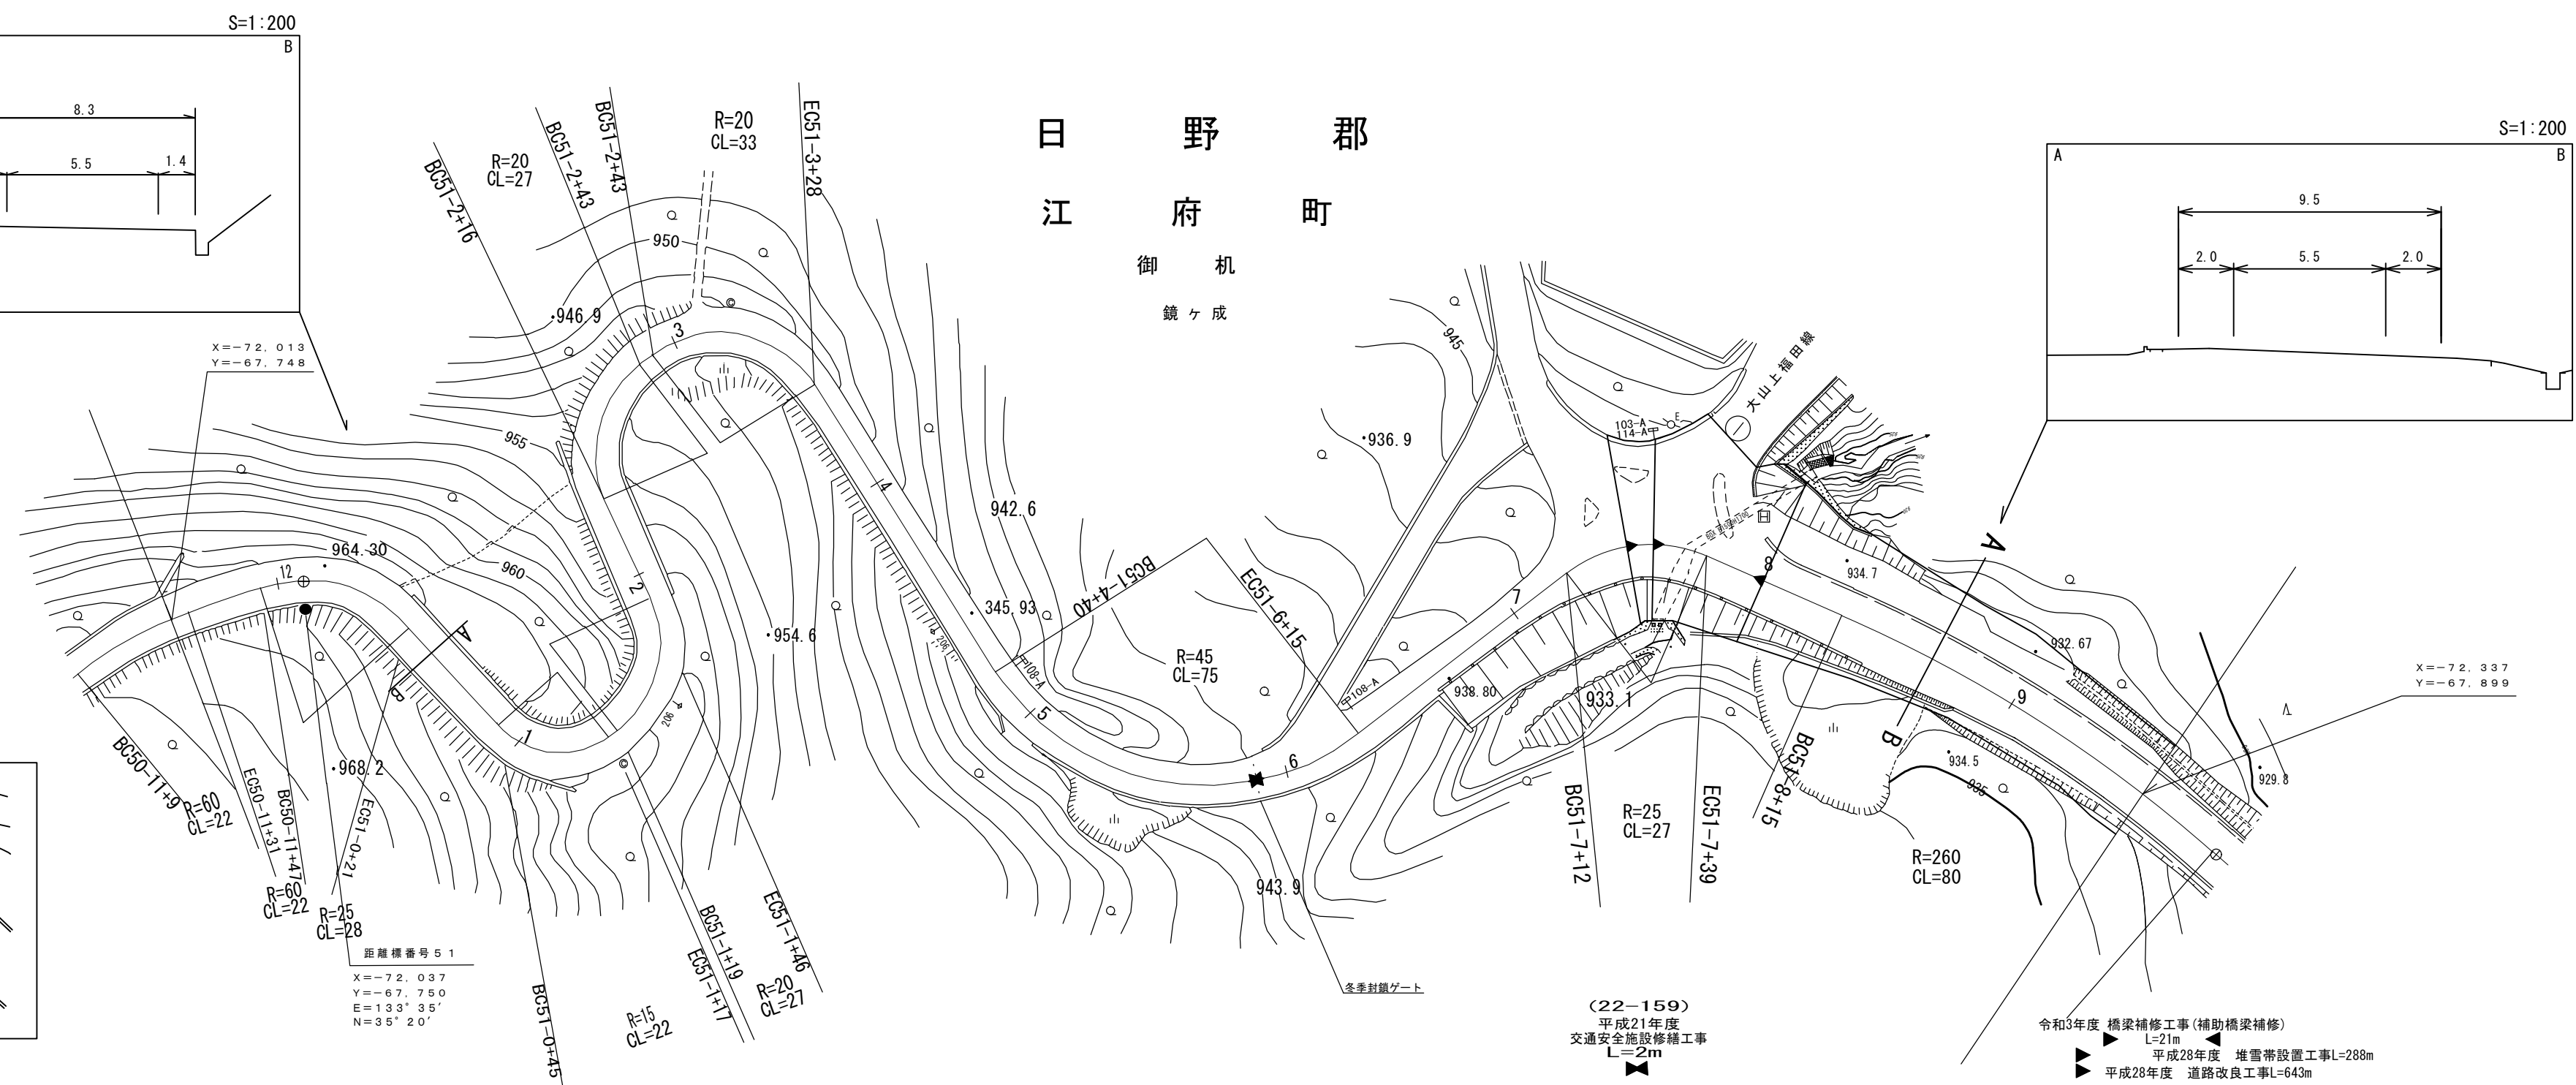 S=1:200
B
8.3
5.5
1.4
S=1:200
A
B
9.5
2.0
5.5
2.0
日野郡
江府町
御机
鏡ヶ成
X=-72, 013
Y=-67, 748
BC51-2+16
R=20
CL=27
BC51-2+43
BC51-2+43
R=20
CL=33
EC51-3+28
950
946.9
3
955
964.30
12
960
2
A
B
1
4
942.6
345.93
954.6
206
206
968.2
BC51-4+40
EC51-6+15
R=45
CL=75
108-A
108-A
5
6
7
936.9
945
103-A
114-A
E
大山上福田線
8
934.7
938.80
933.1
932.67
9
A
B
934.5
935
929.8
X=-72, 337
Y=-67, 899
BC50-11+9
R=60
CL=22
EC50-11+31
BC50-11+47
R=60
CL=22
EC51-0+21
R=25
CL=28
距離標番号51
X=-72, 037
Y=-67, 750
E=133°35′
N=35°20′
BC51-0+45
R=15
CL=22
EC51-1+17
BC51-1+19
R=20
CL=27
EC51-1+46
943.9
冬季封鎖ゲート
BC51-7+12
R=25
CL=27
EC51-7+39
BC51-8+15
R=260
CL=80
(22-159)
平成21年度
交通安全施設修繕工事
L=2m
令和3年度 橋梁補修工事(補助橋梁補修)
L=21m
平成28年度 堆雪帯設置工事L=288m
平成28年度 道路改良工事L=643m